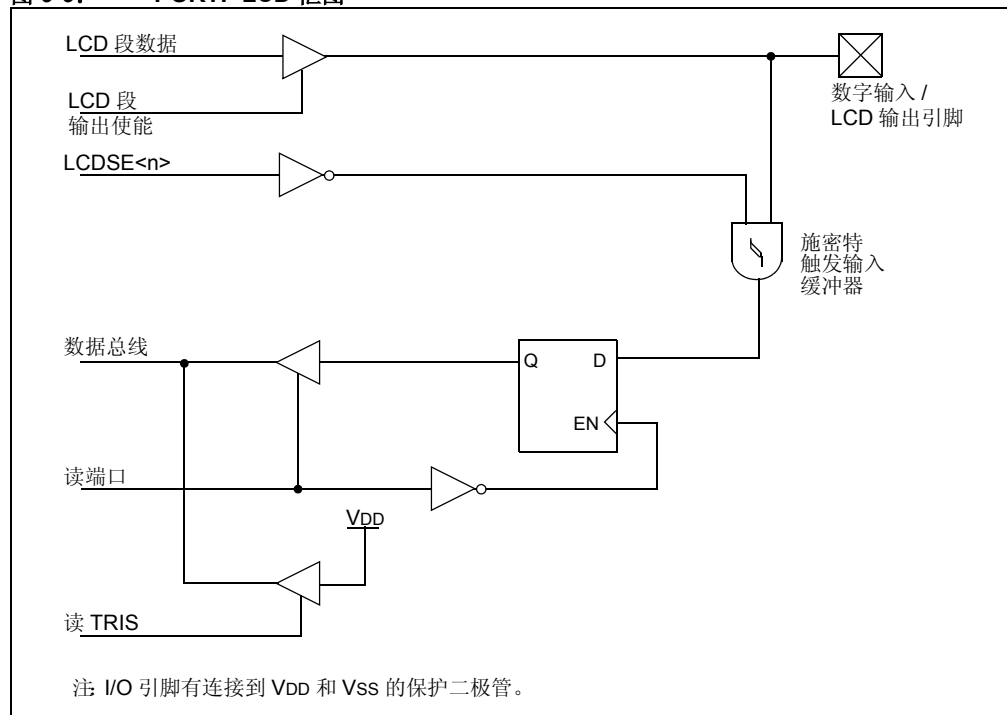 LCD 段数据
LCD 段
输出使能
数字输入 /
LCD 输出引脚
LCDSE<n>
施密特
触发输入
缓冲器
数据总线
Q
D
EN
读端口
VDD
读 TRIS
注: I/O 引脚有连接到 VDD 和 VSS 的保护二极管。